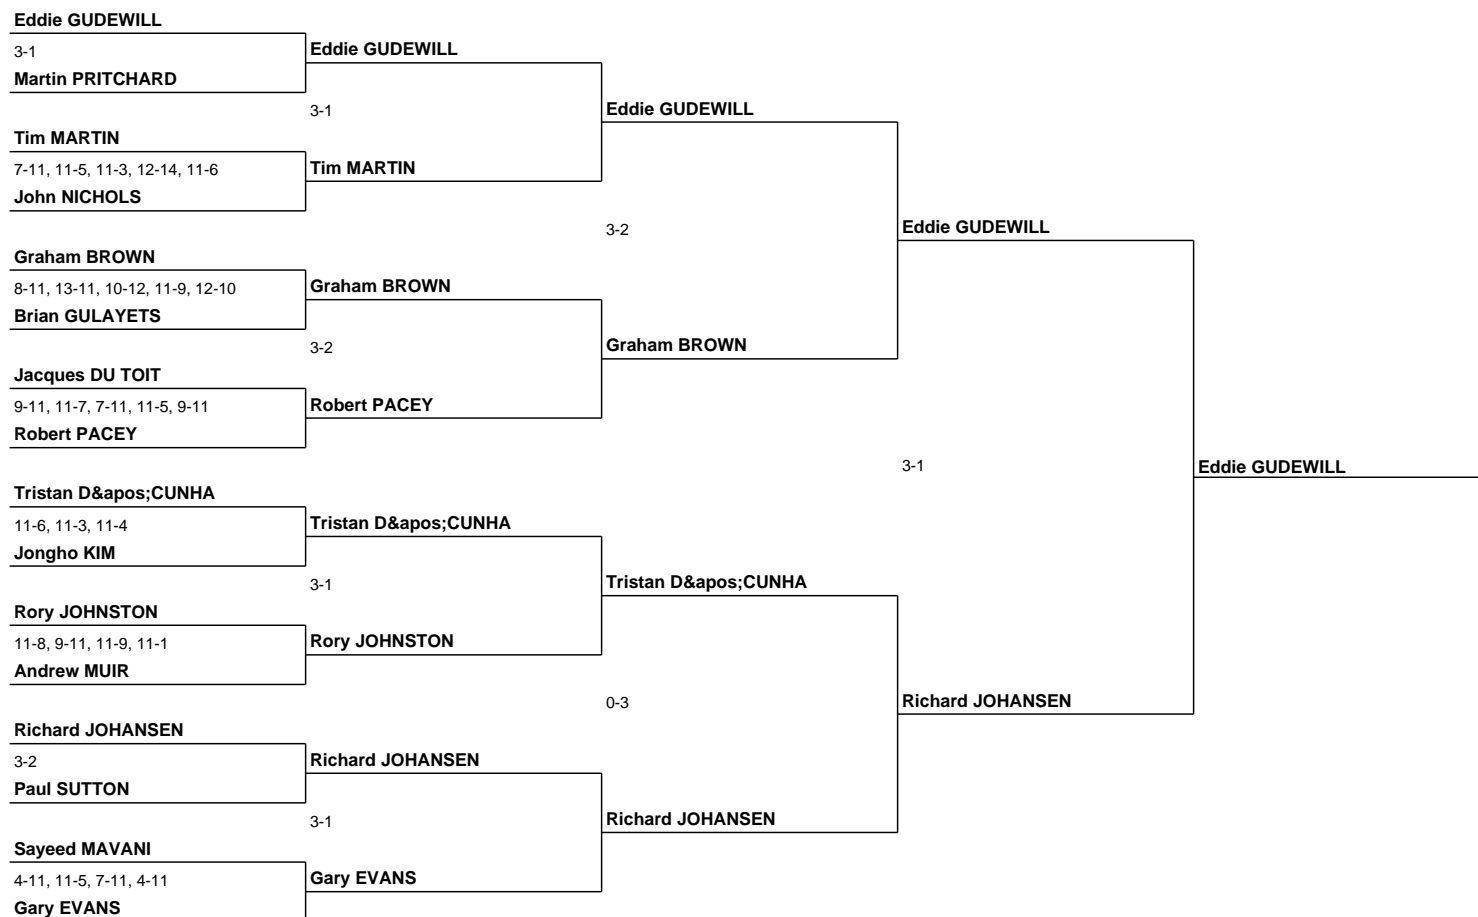 Eddie GUDEWILL
3-1
Martin PRITCHARD
Tim MARTIN
7-11, 11-5, 11-3, 12-14, 11-6
John NICHOLS
Graham BROWN
8-11, 13-11, 10-12, 11-9, 12-10
Brian GULAYETS
Jacques DU TOIT
9-11, 11-7, 7-11, 11-5, 9-11
Robert PACEY
Tristan D&apos;CUNHA
11-6, 11-3, 11-4
Jongho KIM
Rory JOHNSTON
11-8, 9-11, 11-9, 11-1
Andrew MUIR
Richard JOHANSEN
3-2
Paul SUTTON
Sayeed MAVANI
4-11, 11-5, 7-11, 4-11
Gary EVANS
Eddie GUDEWILL
3-1
Tim MARTIN
Graham BROWN
3-2
Robert PACEY
Tristan D&apos;CUNHA
3-1
Rory JOHNSTON
Richard JOHANSEN
3-1
Gary EVANS
Eddie GUDEWILL
3-2
Graham BROWN
Tristan D&apos;CUNHA
0-3
Richard JOHANSEN
Eddie GUDEWILL
3-1
Richard JOHANSEN
Eddie GUDEWILL